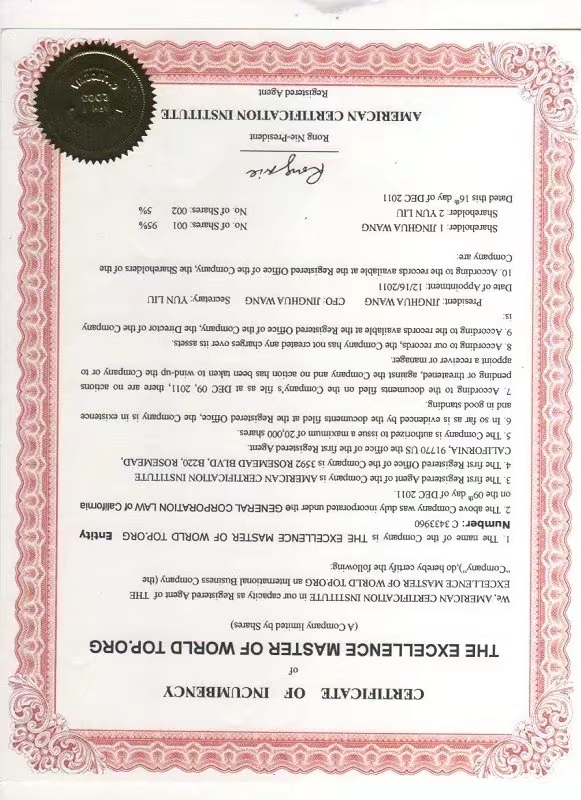 CERTIFICATE OF INCUMBENCY
of
THE EXCELLENCE MASTER OF WORLD TOP.ORG
(A Company limited by Shares)
We, AMERICAN CERTIFICATION INSTITUTE in our capacity as Registered Agent of THE
EXCELLENCE MASTER OF WORLD TOP.ORG an International Business Company (the
"Company"),do hereby certify the following:
1. The name of the Company is THE EXCELLENCE MASTER OF WORLD TOP.ORG Entity
Number: C 3433960
2. The above Company was duly incorporated under the GENERAL CORPORATION LAW of California
on the 09th day of DEC 2011.
3. The first Registered Agent of the Company is AMERICAN CERTIFICATION INSTITUTE
4. The First Registered Office of the Company is 3592 ROSEMEAD BLVD, B220, ROSEMEAD,
CALIFORNIA, 91770 US the office of the first Registered Agent.
5. The Company is authorized to issue a maximum of 20,000 shares.
6. In so far as is evidenced by the documents filed at the Registered Office, the Company is in existence
and in good standing.
7. According to the documents filed on the Company's file as at DEC 09, 2011, there are no actions
pending or threatened, against the Company and no action has been taken to wind-up the Company or to
appoint a receiver or manager.
8. According to our records, the Company has not created any charges over its assets.
9. According to the records available at the Registered Office of the Company, the Director of the Company
is:
President: JINGHUA WANG CFO: JINGHUA WANG Secretary: YUN LIU
Date of Appointment: 12/16/2011
10. According to the records available at the Registered Office of the Company, the Shareholders of the
Company are:
Shareholder: 1 JINGHUA WANG No. of Shares: 001 95%
Shareholder: 2 YUN LIU No. of Shares: 002 5%
Dated this 16th day of DEC 2011
Rong Nie
Rong Nie-President
AMERICAN CERTIFICATION INSTITUTE
Registered Agent